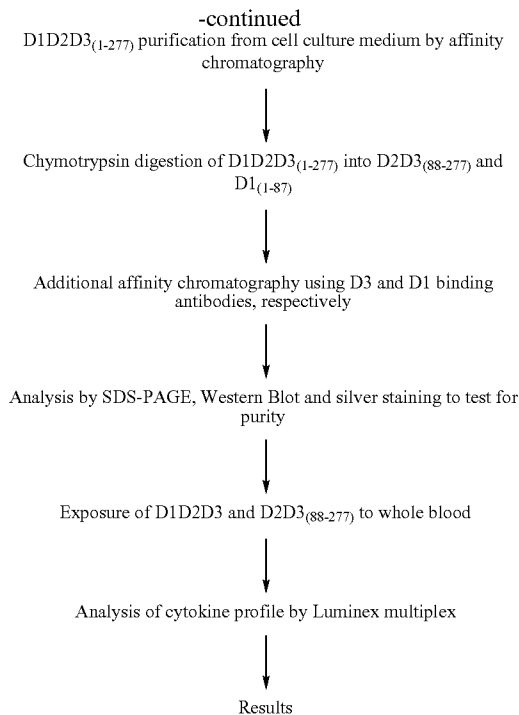 -continued
D1D2D3(1-277) purification from cell culture medium by affinity
chromatography
Chymotrypsin digestion of D1D2D3(1-277) into D2D3(88-277) and
D1(1-87)
Additional affinity chromatography using D3 and D1 binding
antibodies, respectively
Analysis by SDS-PAGE, Western Blot and silver staining to test for
purity
Exposure of D1D2D3 and D2D3(88-277) to whole blood
Analysis of cytokine profile by Luminex multiplex
Results